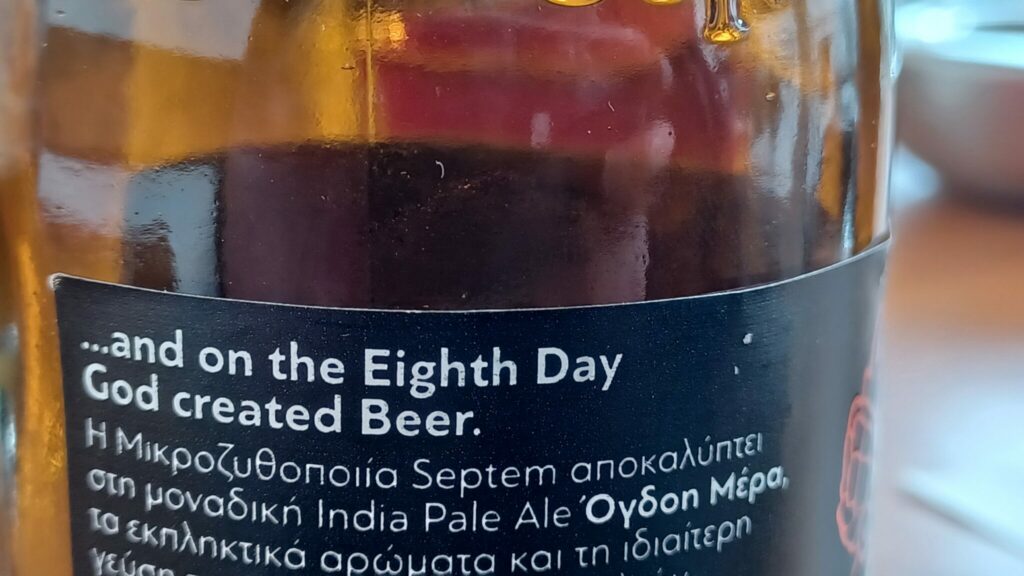 ...and on the Eighth Day
God created Beer.
Η Μικροζυθοποιία Septem αποκαλύπτει
στη μοναδική India Pale Ale Όγδοη Μέρα,
τα εκπληκτικά αρώματα και τη ιδιαίτερη
γεύση